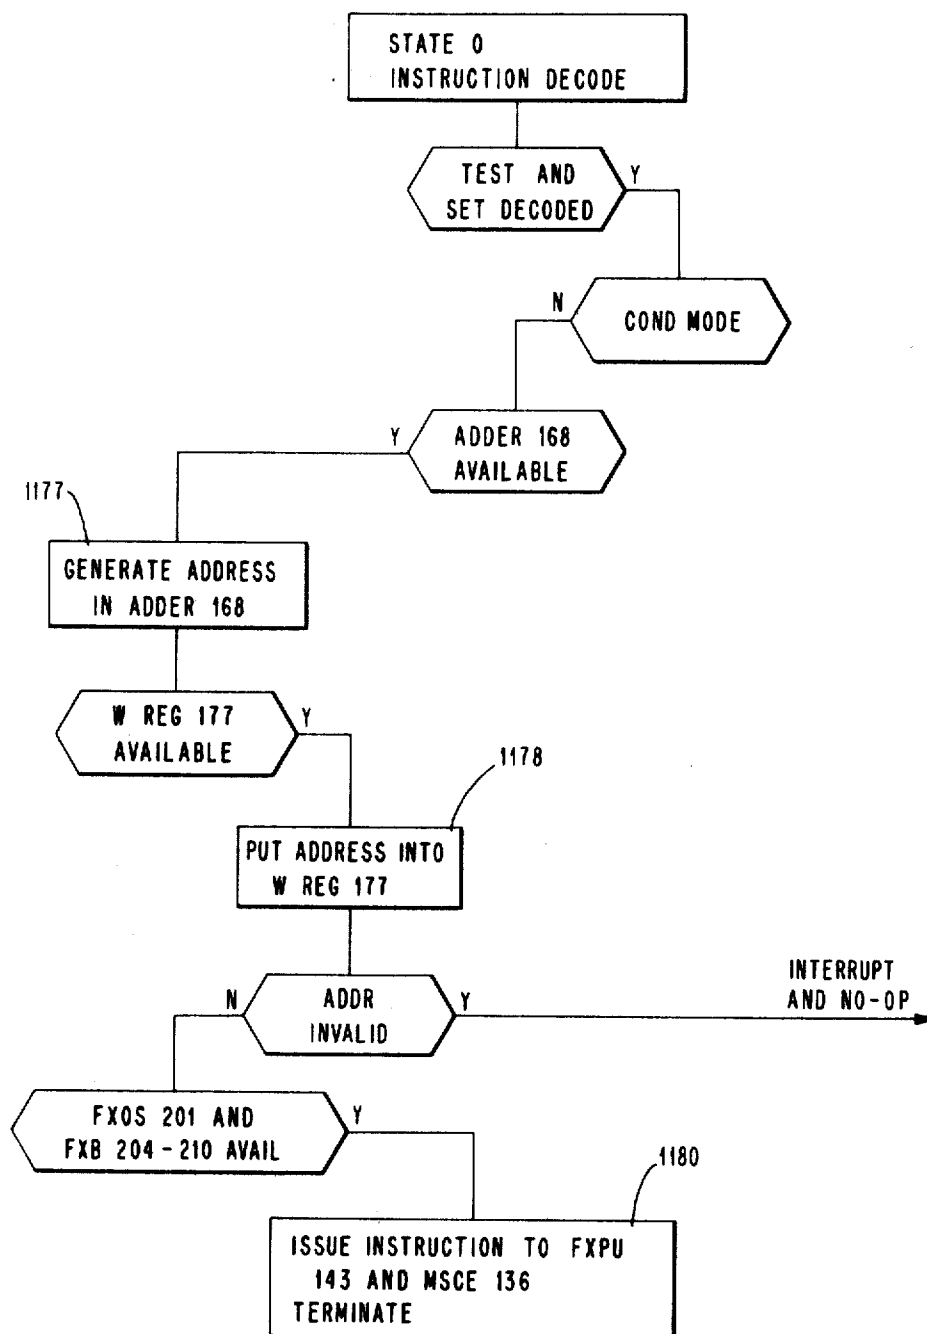 STATE 0
INSTRUCTION DECODE
TEST AND
SET DECODED
Y
N
COND MODE
Y
ADDER 168
AVAILABLE
1177
GENERATE ADDRESS
IN ADDER 168
W REG 177
AVAILABLE
Y
1178
PUT ADDRESS INTO
W REG 177
N
ADDR
INVALID
Y
INTERRUPT
AND NO-OP
FXOS 201 AND
FXB 204-210 AVAIL
Y
1180
ISSUE INSTRUCTION TO FXPU
143 AND MSCE 136
TERMINATE